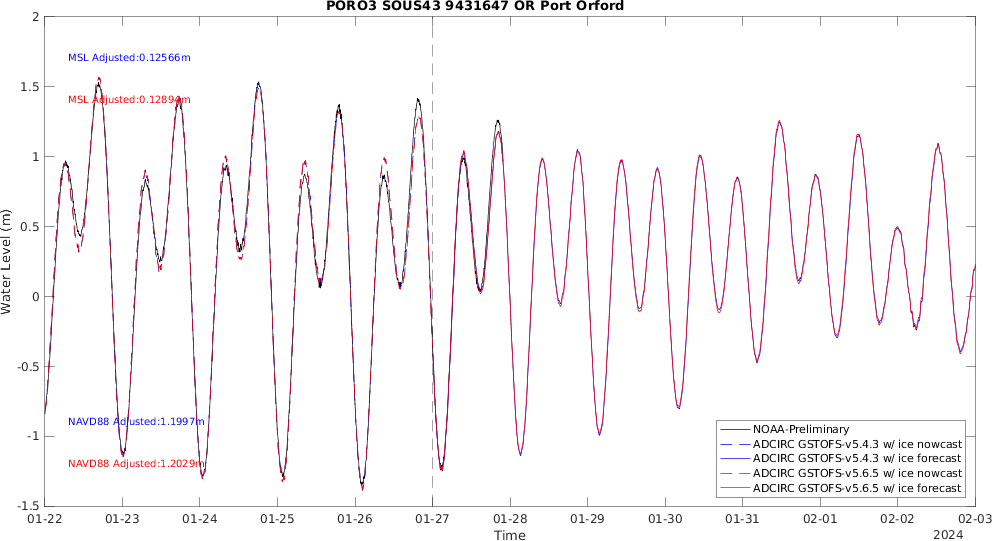 PORO3 SOUS43 9431647 OR Port Orford
MSL Adjusted:0.12566m
MSL Adjusted:0.12894m
NAVD88 Adjusted:1.1997m
NAVD88 Adjusted:1.2029m
Water Level (m)
2
1.5
1
0.5
0
-0.5
-1
-1.5
NOAA-Preliminary
ADCIRC GSTOFS-v5.4.3 w/ ice nowcast
ADCIRC GSTOFS-v5.4.3 w/ ice forecast
ADCIRC GSTOFS-v5.6.5 w/ ice nowcast
ADCIRC GSTOFS-v5.6.5 w/ ice forecast
01-22 01-23 01-24 01-25 01-26 01-27 01-28 01-29 01-30 01-31 02-01 02-02 02-03
Time
2024